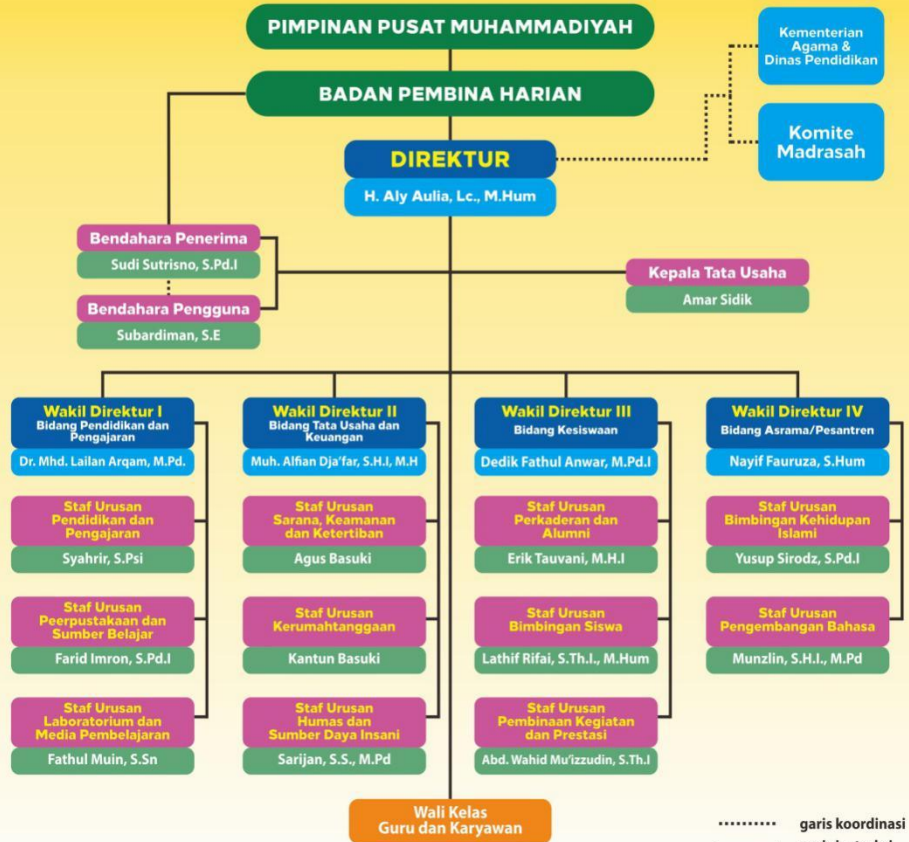 PIMPINAN PUSAT MUHAMMADIYAH
Kementerian
Agama &
Dinas Pendidikan
BADAN PEMBINA HARIAN
Komite
Madrasah
DIREKTUR
H. Aly Aulia, Lc., M.Hum
Bendahara Penerima
Sudi Sutrisno, S.Pd.I
Kepala Tata Usaha
Amar Sidik
Bendahara Pengguna
Subardiman, S.E
Wakil Direktur I
Bidang Pendidikan dan
Pengajaran
Dr. Mhd. Lailan Arqam, M.Pd.
Staf Urusan
Pendidikan dan
Pengajaran
Syahrir, S.Psi
Staf Urusan
Peerpustakaan dan
Sumber Belajar
Farid Imron, S.Pd.I
Staf Urusan
Laboratorium dan
Media Pembelajaran
Fathul Muin, S.Sn
Wakil Direktur II
Bidang Tata Usaha dan
Keuangan
Muh. Alfian Dja'far, S.H.I, M.H
Staf Urusan
Sarana, Keamanan
dan Ketertiban
Agus Basuki
Staf Urusan
Kerumahtanggaan
Kantun Basuki
Staf Urusan
Humas dan
Sumber Daya Insani
Sarijan, S.S., M.Pd
Wakil Direktur III
Bidang Kesiswaan
Dedik Fathul Anwar, M.Pd.I
Staf Urusan
Perkaderan dan
Alumni
Erik Tauvani, M.H.I
Staf Urusan
Bimbingan Siswa
Lathif Rifai, S.Th.I., M.Hum
Staf Urusan
Pembinaan Kegiatan
dan Prestasi
Abd. Wahid Mu'izzudin, S.Th.I
Wakil Direktur IV
Bidang Asrama/Pesantren
Nayif Fauruza, S.Hum
Staf Urusan
Bimbingan Kehidupan
Islami
Yusup Sirodz, S.Pd.I
Staf Urusan
Pengembangan Bahasa
Munzlin, S.H.I., M.Pd
Wali Kelas
Guru dan Karyawan
garis koordinasi